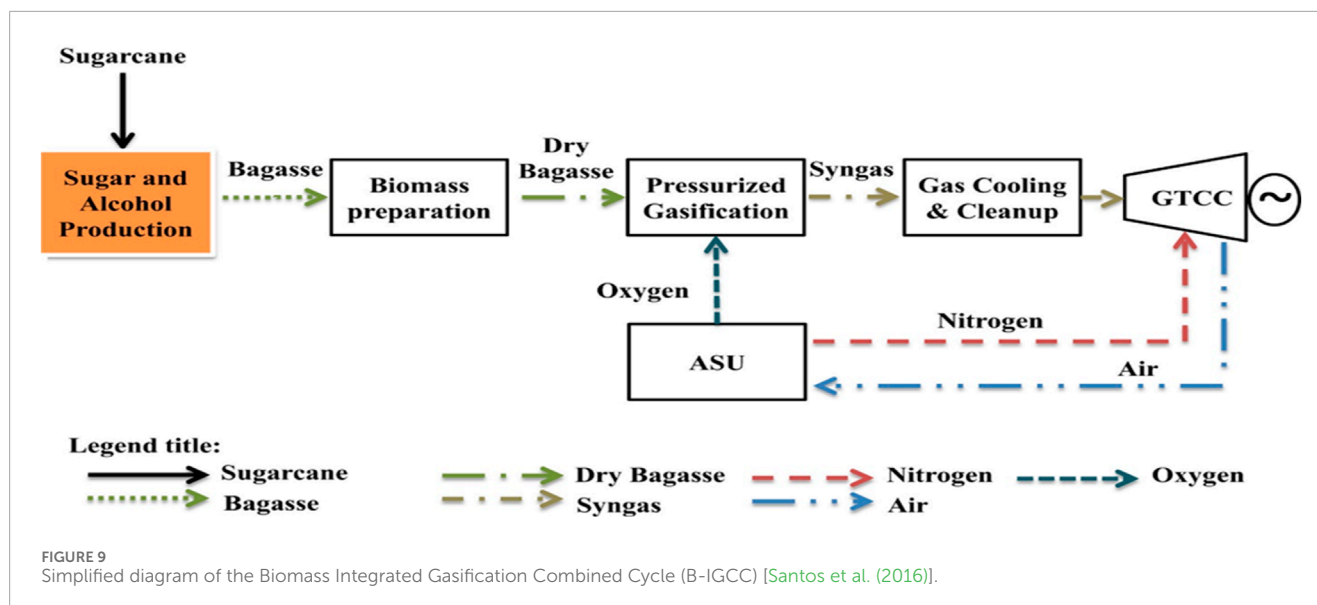 Sugarcane
Sugar and
Alcohol
Production
Bagasse
Biomass
preparation
Dry
Bagasse
Pressurized
Gasification
Syngas
Gas Cooling
& Cleanup
GTCC
~
Oxygen
ASU
Nitrogen
Air
Legend title:
Sugarcane
Bagasse
Dry Bagasse
Syngas
Nitrogen
Air
Oxygen
FIGURE 9
Simplified diagram of the Biomass Integrated Gasification Combined Cycle (B-IGCC) [Santos et al. (2016)].